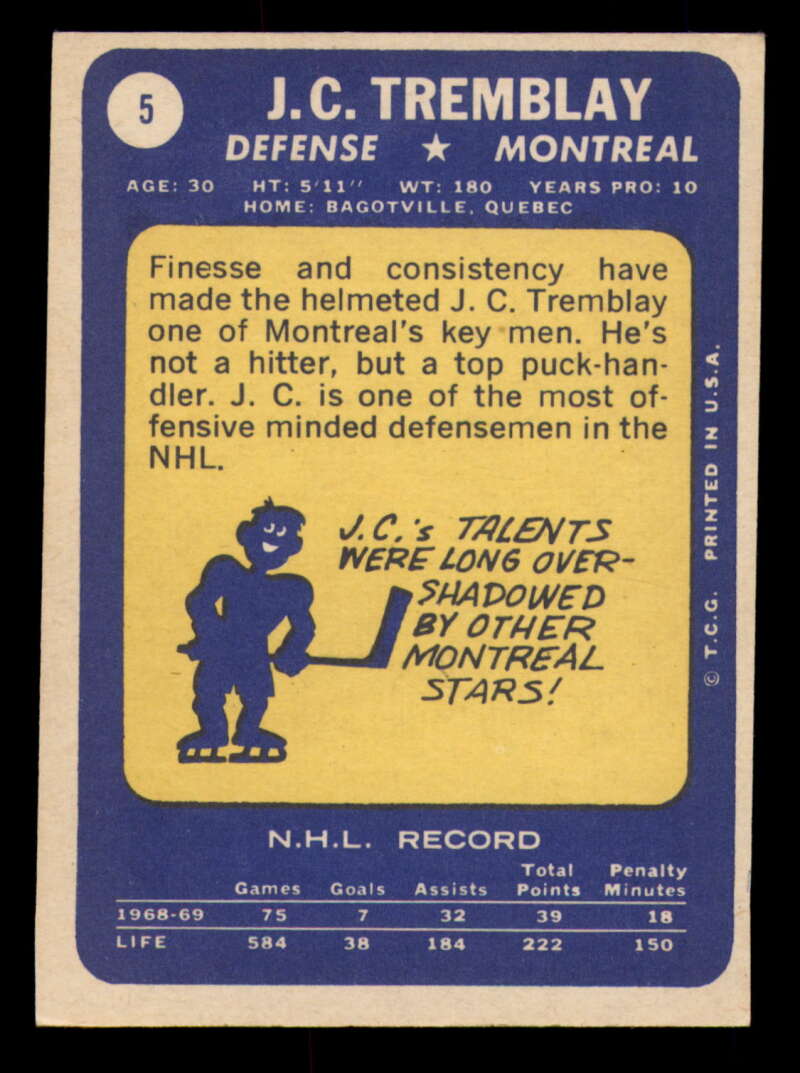 5
J.C. TREMBLAY
DEFENSE ★ MONTREAL
AGE: 30 HT: 5'11" WT: 180 YEARS PRO: 10
HOME: BAGOTVILLE, QUEBEC
Finesse and consistency have
made the helmeted J. C. Tremblay
one of Montreal's key men. He's
not a hitter, but a top puck-han-
dler. J. C. is one of the most of-
fensive minded defensemen in the
NHL.
J.C.'s TALENTS
WERE LONG OVER-
SHADOWED
BY OTHER
MONTREAL
STARS!
© T.C.G. PRINTED IN U.S.A.
N.H.L. RECORD
Games Goals Assists Total Points Penalty Minutes
1968-69 75 7 32 39 18
LIFE 584 38 184 222 150